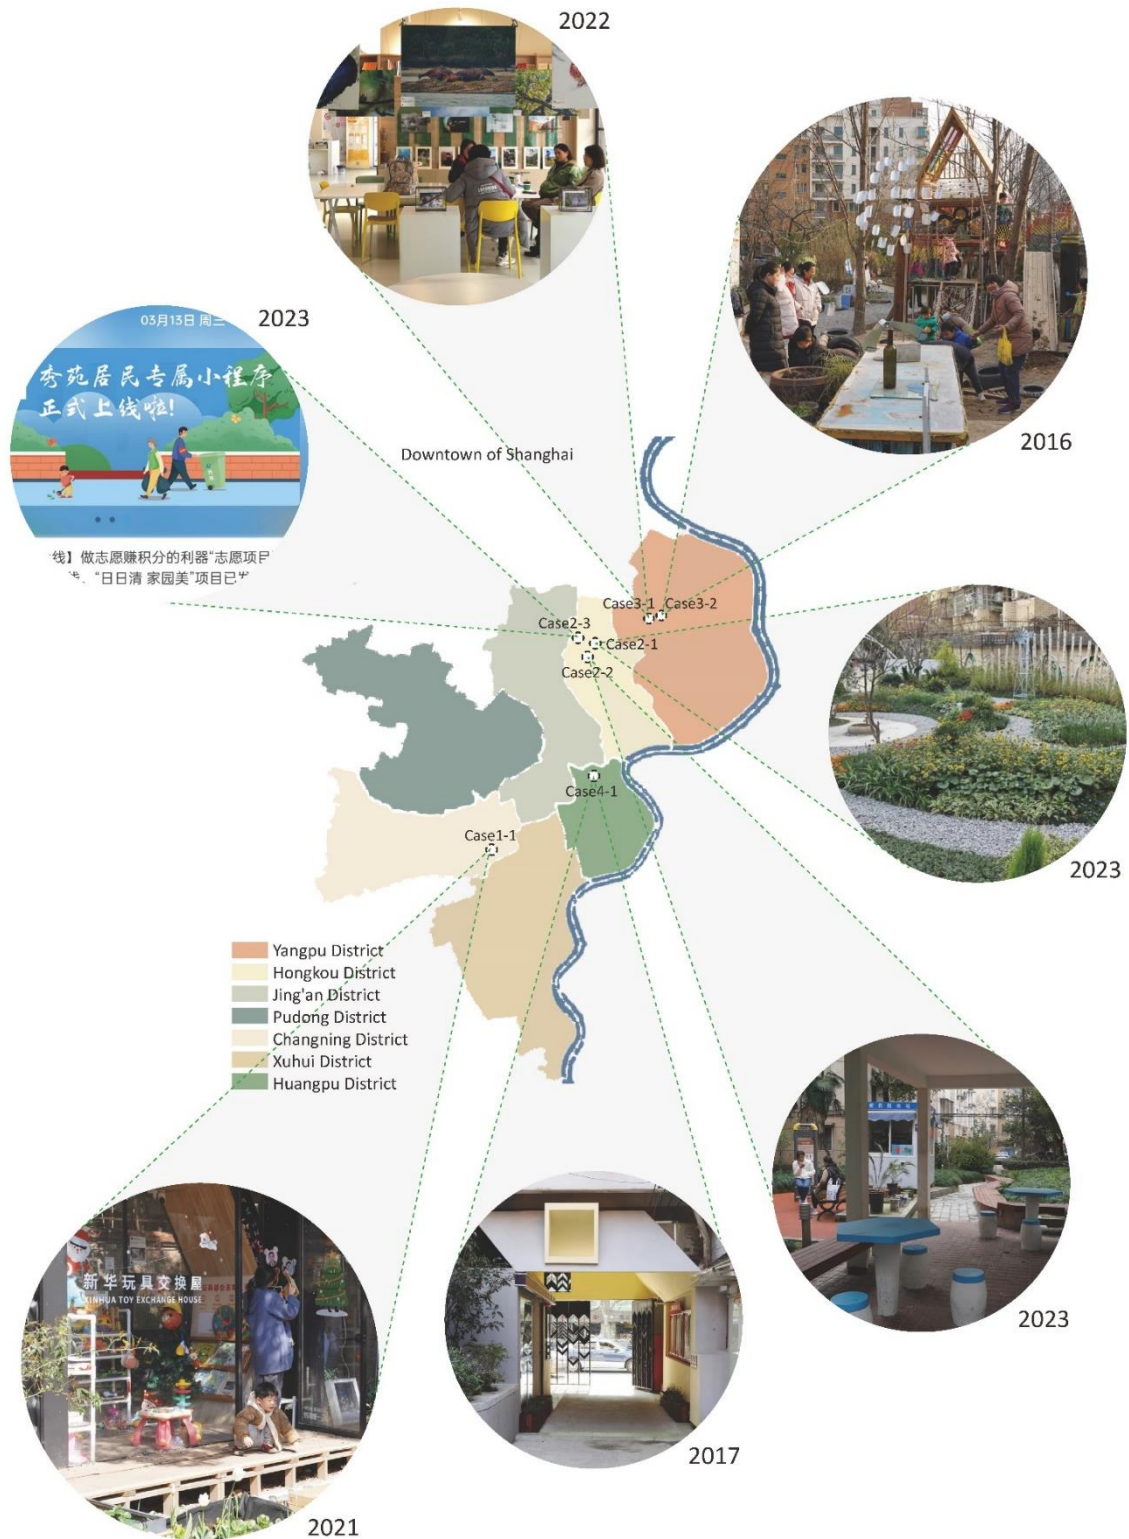 2022
2023
03月13日 周三
秀苑居民专属小程序
正式上线啦!
线】做志愿赚积分的利器“志愿项目
“日日清 家园美”项目已发
2016
Downtown of Shanghai
Case3-1
Case3-2
Case2-3
Case2-1
Case2-2
Case4-1
Case1-1
2023
Yangpu District
Hongkou District
Jing'an District
Pudong District
Changning District
Xuhui District
Huangpu District
2023
新华玩具交换屋
XINHUA TOY EXCHANGE HOUSE
2017
2021